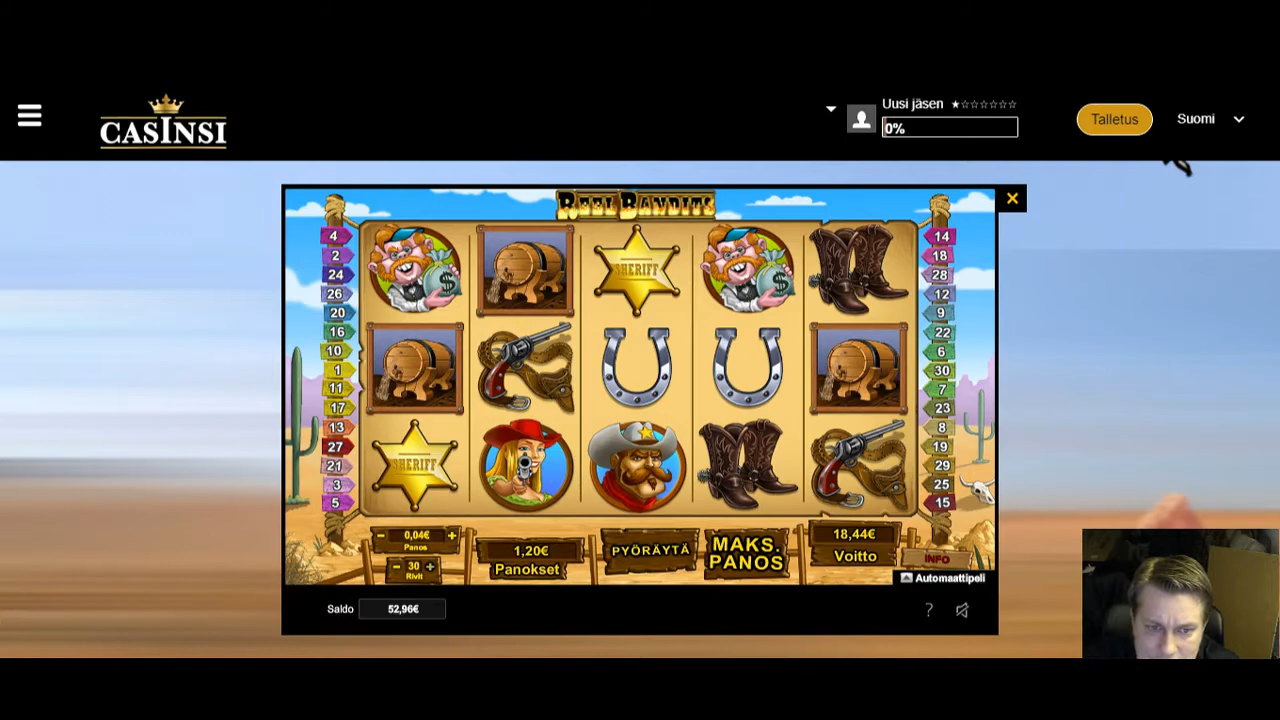 CASINSI
Uusi jäsen
0%
Talletus
Suomi
REEL BANDITS
4
2
24
26
20
16
10
1
11
17
13
27
21
3
5
SHERIFF
SHERIFF
14
18
28
12
9
22
6
30
7
23
8
19
29
25
15
- 0,04€ +
Panos
- 30 +
Rivit
1,20€
Panokset
PYÖRÄYTÄ
MAKS.
PANOS
18,44€
Voitto
INFO
Automaattipeli
Saldo 52,96€
?